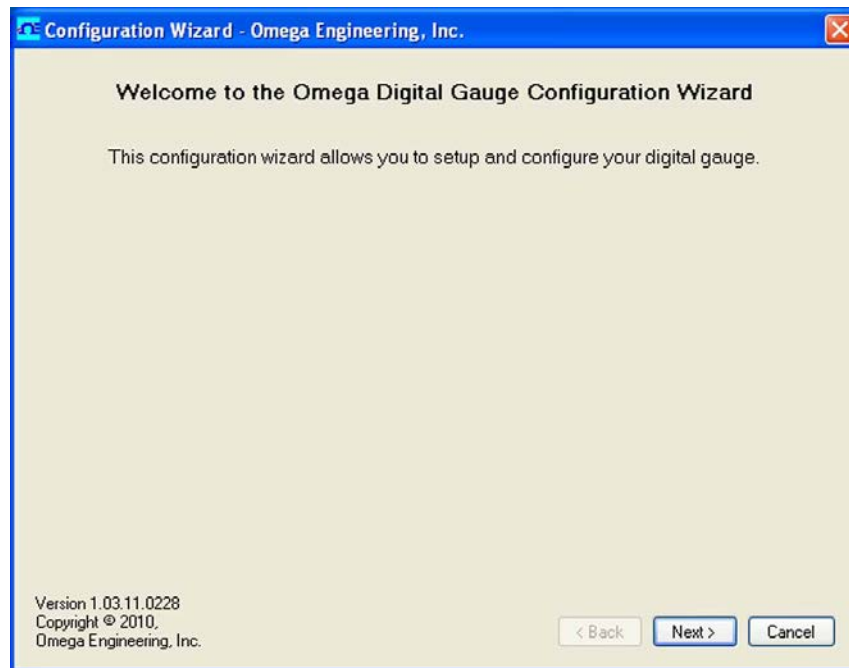 Configuration Wizard - Omega Engineering, Inc.
Welcome to the Omega Digital Gauge Configuration Wizard
This configuration wizard allows you to setup and configure your digital gauge.
Version 1.03.11.0228
Copyright © 2010,
Omega Engineering, Inc.
< Back Next > Cancel